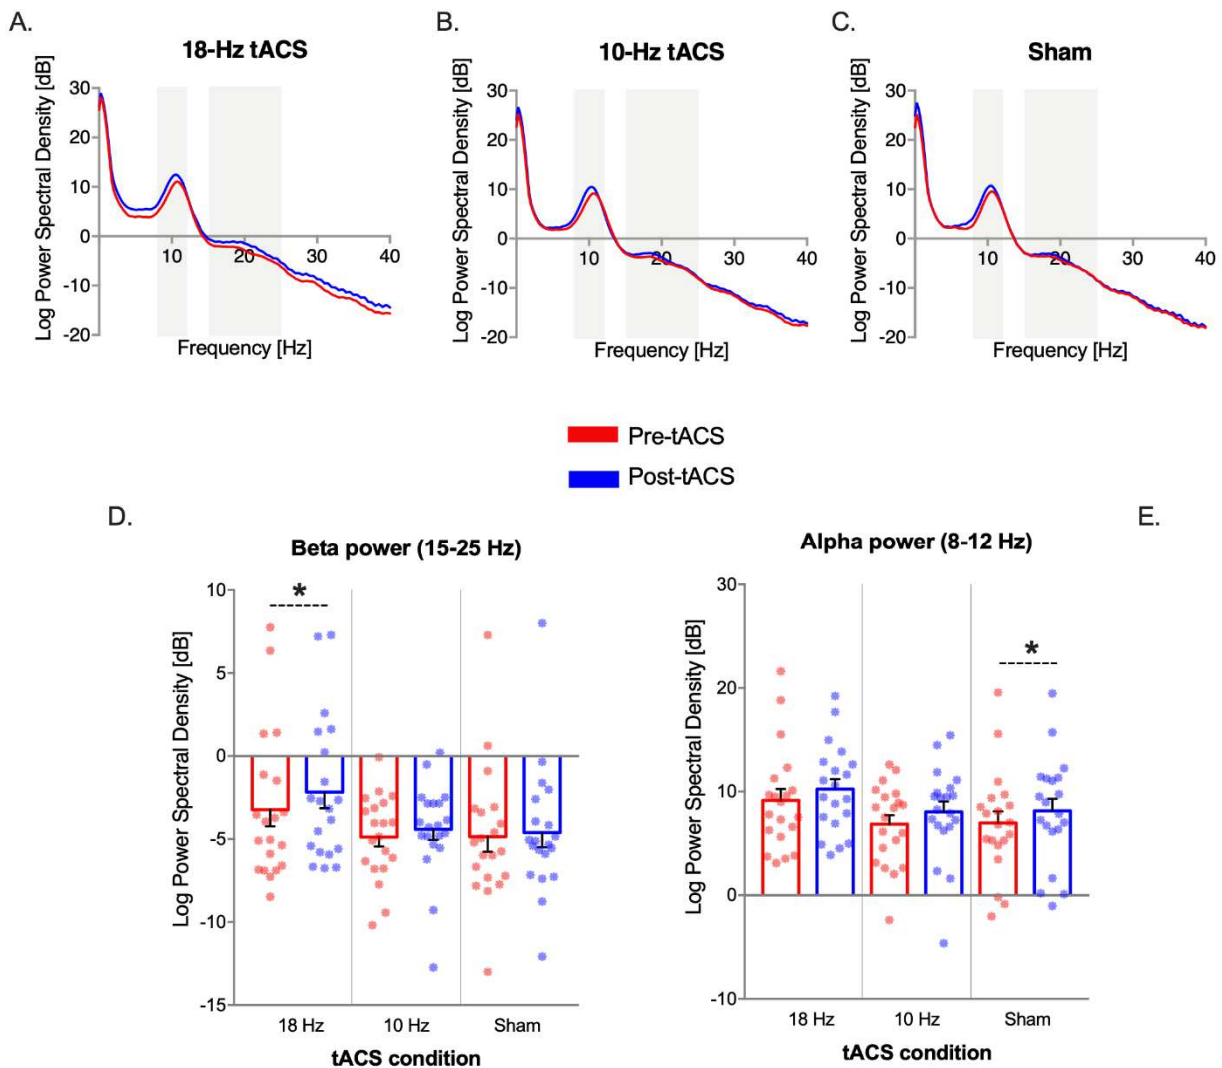 A.
18-Hz tACS
Log Power Spectral Density [dB]
30
20
10
0
-10
-20
10
20
30
40
Frequency [Hz]
B.
10-Hz tACS
Log Power Spectral Density [dB]
30
20
10
0
-10
-20
10
20
30
40
Frequency [Hz]
C.
Sham
Log Power Spectral Density [dB]
30
20
10
0
-10
-20
10
20
30
40
Frequency [Hz]
Pre-tACS
Post-tACS
D.
Beta power (15-25 Hz)
Log Power Spectral Density [dB]
10
5
0
-5
-10
-15
*
18 Hz
10 Hz
Sham
tACS condition
E.
Alpha power (8-12 Hz)
Log Power Spectral Density [dB]
30
20
10
0
-10
*
18 Hz
10 Hz
Sham
tACS condition